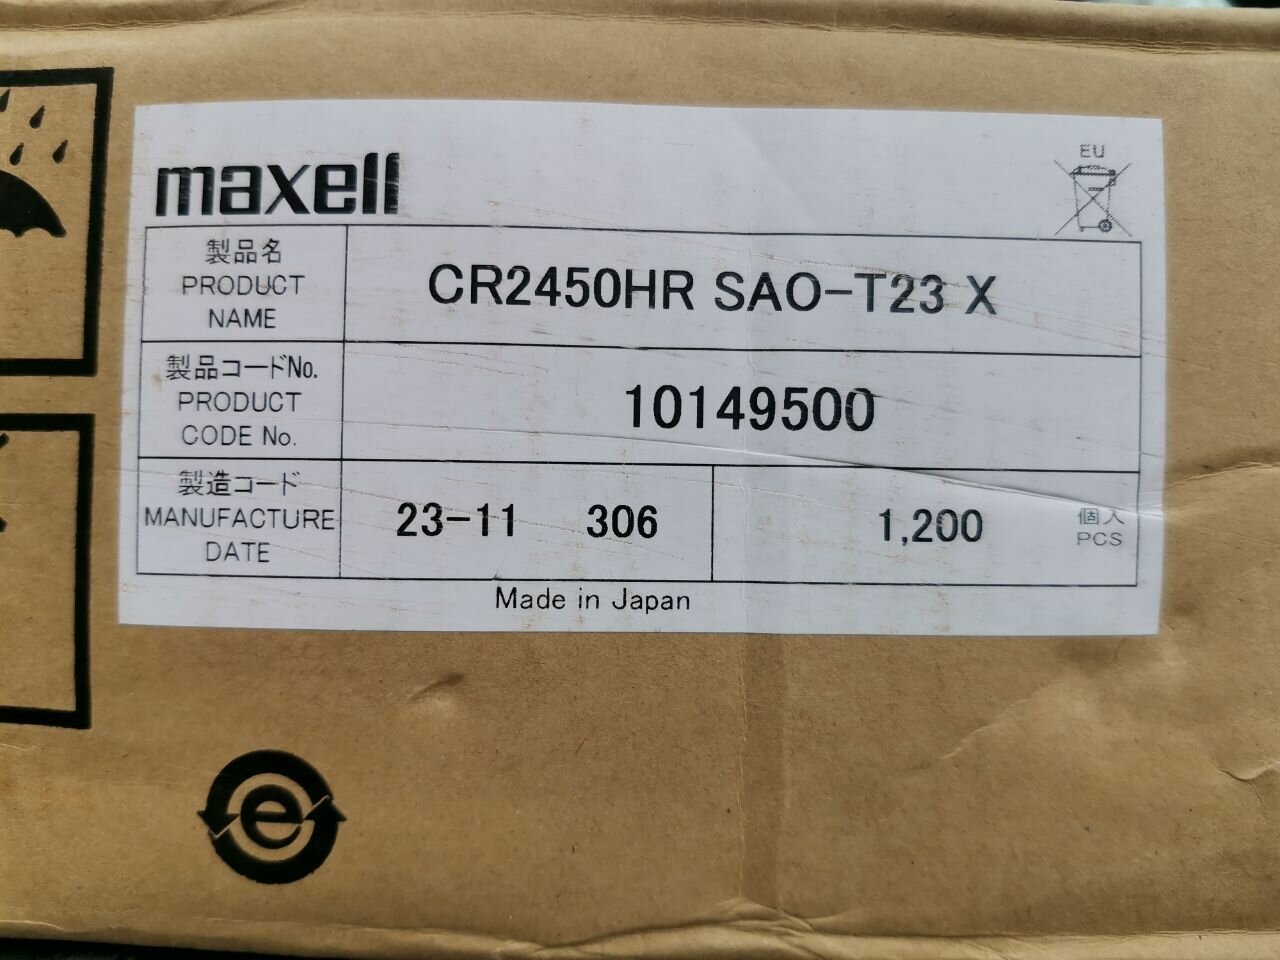 maxell
EU
製品名
PRODUCT
NAME
CR2450HR SAO-T23 X
製品コードNo.
PRODUCT
CODE No.
10149500
製造コード
MANUFACTURE
DATE
23-11 306
1,200
個入
PCS
Made in Japan
e